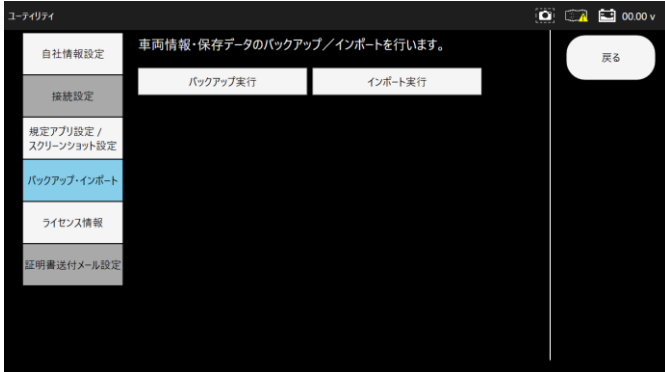 ユーティリティ
00.00 v
自社情報設定
接続設定
規定アプリ設定 /
スクリーンショット設定
バックアップ・インポート
ライセンス情報
証明書送付メール設定
車両情報・保存データのバックアップ／インポートを行います。
バックアップ実行
インポート実行
戻る